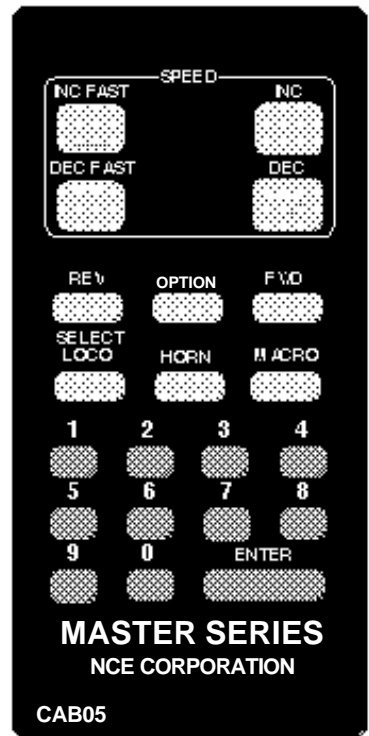 SPEED
INC FAST INC
DEC FAST DEC
REV OPTION FWD
SELECT
LOCO HORN MACRO
1 2 3 4
5 6 7 8
9 0 ENTER
MASTER SERIES
NCE CORPORATION
CAB05